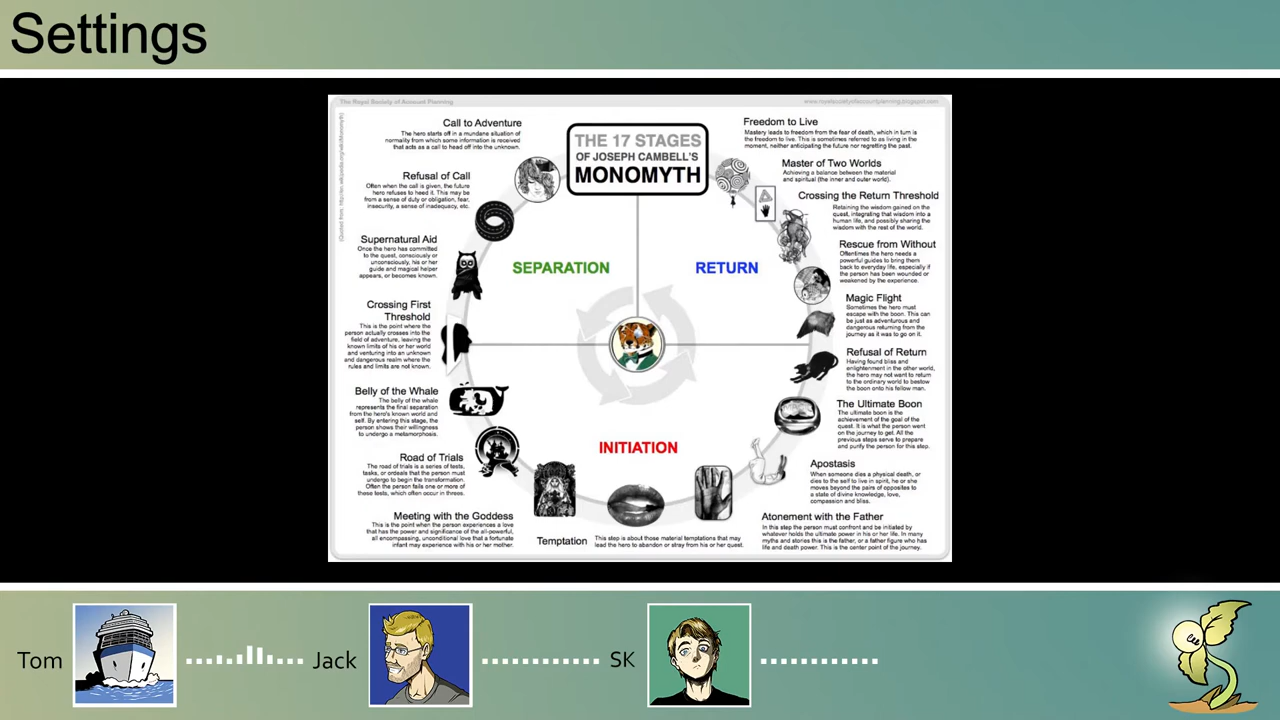 Settings
The Royal Society of Account Planning
www.royalsocietyofaccountplanning.blogspot.com
THE 17 STAGES
OF JOSEPH CAMBELL'S
MONOMYTH
Call to Adventure
The hero starts off in a mundane situation of
normality from which some information is received
that acts as a call to head off into the unknown.
Refusal of Call
Often when the call is given, the future
hero refuses to heed it. This may be
from a sense of duty or obligation, fear,
insecurity, a sense of inadequacy, etc.
Supernatural Aid
Once the hero has committed
to the quest, consciously or
unconsciously, his or her
guide and magical helper
appears, or becomes known.
Crossing First
Threshold
This is the point where the
person actually crosses into the
field of adventure, leaving the
known limits of his or her world
and venturing into an unknown
and dangerous realm where the
rules and limits are not known.
Belly of the Whale
The belly of the whale
represents the final separation
from the hero's known world and
self. By entering this stage, the
person shows their willingness
to undergo a metamorphosis.
Road of Trials
The road of trials is a series of tests,
tasks, or ordeals that the person must
undergo to begin the transformation.
Often the person fails one or more of
these tests, which often occur in threes.
Meeting with the Goddess
This is the point when the person experiences a love
that has the power and significance of the all-powerful,
all encompassing, unconditional love that a fortunate
infant may experience with his or her mother.
Temptation
This step is about those material temptations that may
lead the hero to abandon or stray from his or her quest.
SEPARATION
RETURN
INITIATION
Freedom to Live
Mastery leads to freedom from the fear of death, which in turn is
the freedom to live. This is sometimes referred to as living in the
moment, neither anticipating the future nor regretting the past.
Master of Two Worlds
Achieving a balance between the material
and spiritual (the inner and outer world).
Crossing the Return Threshold
Retaining the wisdom gained on the
quest, integrating that wisdom into a
human life, and possibly sharing the
wisdom with the rest of the world.
Rescue from Without
Oftentimes the hero needs a
powerful guides to bring them
back to everyday life, especially if
the person has been wounded or
weakened by the experience.
Magic Flight
Sometimes the hero must
escape with the boon. This can
be just as adventurous and
dangerous returning from the
journey as it was to go on it.
Refusal of Return
Having found bliss and
enlightenment in the other world,
the hero may not want to return
to the ordinary world to bestow
the boon onto his fellow man.
The Ultimate Boon
The ultimate boon is the
achievement of the goal of the
quest. It is what the person went
on the journey to get. All the
previous steps serve to prepare
and purify the person for this step.
Apostasis
When someone dies a physical death, or
dies to the self to live in spirit, he or she
moves beyond the pairs of opposites to
a state of divine knowledge, love,
compassion and bliss.
Atonement with the Father
In this step the person must confront and be initiated by
whatever holds the ultimate power in his or her life. In many
myths and stories this is the father, or a father figure who has
life and death power. This is the center point of the journey.
Tom
Jack
SK